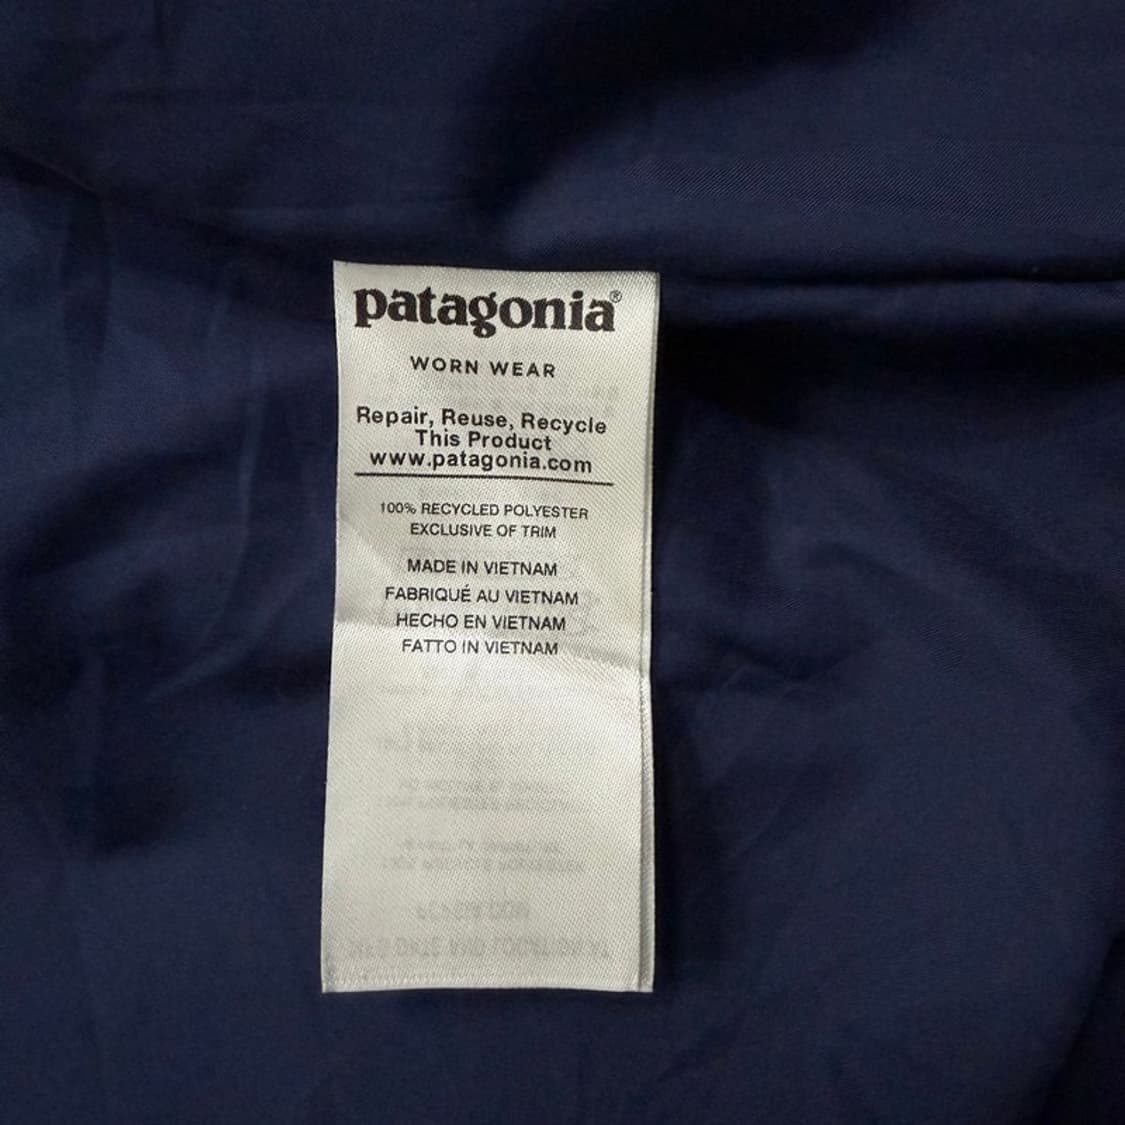 patagonia®
WORN WEAR
Repair, Reuse, Recycle
This Product
www.patagonia.com
100% RECYCLED POLYESTER
EXCLUSIVE OF TRIM
MADE IN VIETNAM
FABRIQUÉ AU VIETNAM
HECHO EN VIETNAM
FATTO IN VIETNAM